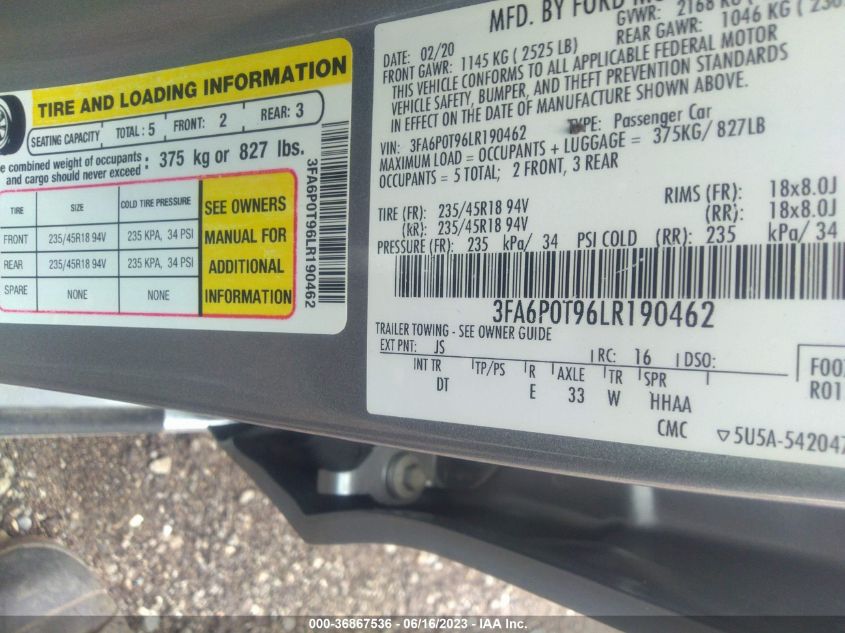 TIRE AND LOADING INFORMATION
SEATING CAPACITY TOTAL: 5 FRONT: 2 REAR: 3
combined weight of occupants
and cargo should never exceed : 375 kg or 827 lbs.
TIRE SIZE COLD TIRE PRESSURE
FRONT 235/45R18 94V 235 KPA, 34 PSI
REAR 235/45R18 94V 235 KPA, 34 PSI
SPARE NONE NONE
SEE OWNERS
MANUAL FOR
ADDITIONAL
INFORMATION
3FA6P0T96LR190462
MFD. BY FORD
DATE: 02/20 GVWR: 2168 KG
FRONT GAWR: 1145 KG (2525 LB) REAR GAWR: 1046 KG
THIS VEHICLE CONFORMS TO ALL APPLICABLE FEDERAL MOTOR
VEHICLE SAFETY, BUMPER, AND THEFT PREVENTION STANDARDS
IN EFFECT ON THE DATE OF MANUFACTURE SHOWN ABOVE.
VIN: 3FA6P0T96LR190462 TYPE: Passenger Car
MAXIMUM LOAD = OCCUPANTS + LUGGAGE = 375KG/ 827LB
OCCUPANTS = 5 TOTAL; 2 FRONT, 3 REAR
TIRE (FR): 235/45R18 94V RIMS (FR): 18x8.0J
(RR): 235/45R18 94V (RR): 18x8.0J
PRESSURE (FR): 235 kPa/ 34 PSI COLD (RR): 235 kPa/ 34
3FA6P0T96LR190462
TRAILER TOWING - SEE OWNER GUIDE
EXT PNT: JS RC: 16 DSO:
INT TR TP/PS R AXLE TR SPR
DT E 33 W HHAA
CMC
5U5A-542047
000-36867536 - 06/16/2023 - IAA Inc.